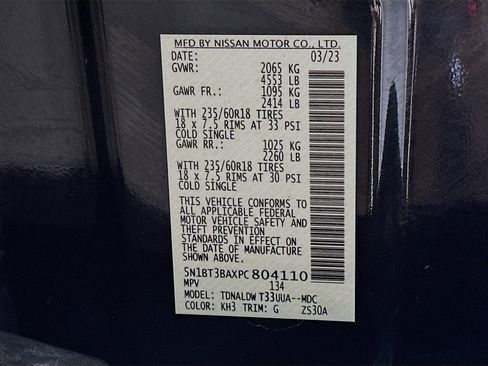 MFD BY NISSAN MOTOR CO., LTD.
DATE: 03/23
GVWR: 2065 KG
4553 LB
GAWR FR.: 1095 KG
2414 LB
WITH 235/60R18 TIRES
18 x 7.5 RIMS AT 33 PSI
COLD SINGLE
GAWR RR.: 1025 KG
2260 LB
WITH 235/60R18 TIRES
18 x 7.5 RIMS AT 30 PSI
COLD SINGLE
THIS VEHICLE CONFORMS TO
ALL APPLICABLE FEDERAL
MOTOR VEHICLE SAFETY AND
THEFT PREVENTION
STANDARDS IN EFFECT ON
THE DATE OF MANUFACTURE
SHOWN ABOVE.
5N1BT3BAXPC804110
MPV 134
MODEL: TDNALDW T33UUA--MDC
COLOR: KH3 TRIM: G ZS30A